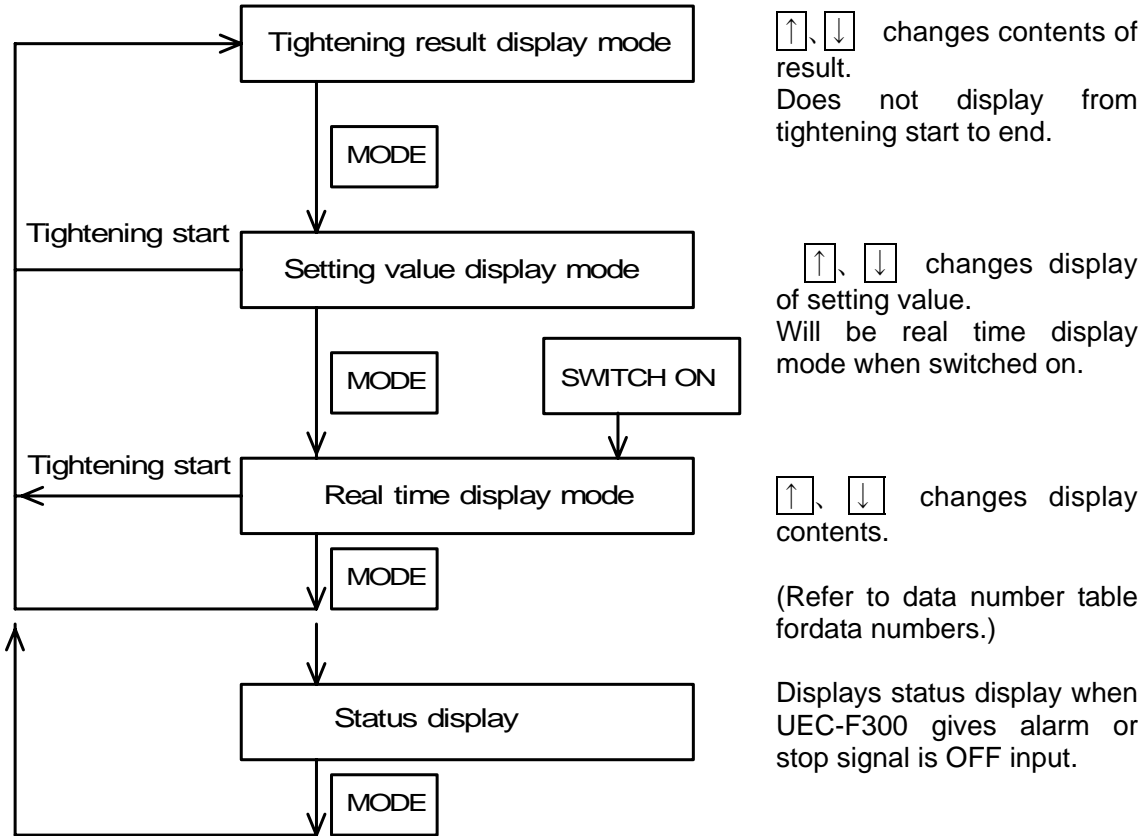 Tightening result display mode
↑、↓ changes contents of
result.
Does not display from
tightening start to end.
MODE
Tightening start
Setting value display mode
↑、↓ changes display
of setting value.
Will be real time display
mode when switched on.
MODE
SWITCH ON
Tightening start
Real time display mode
↑、↓ changes display
contents.
MODE
(Refer to data number table
fordata numbers.)
Status display
Displays status display when
UEC-F300 gives alarm or
stop signal is OFF input.
MODE